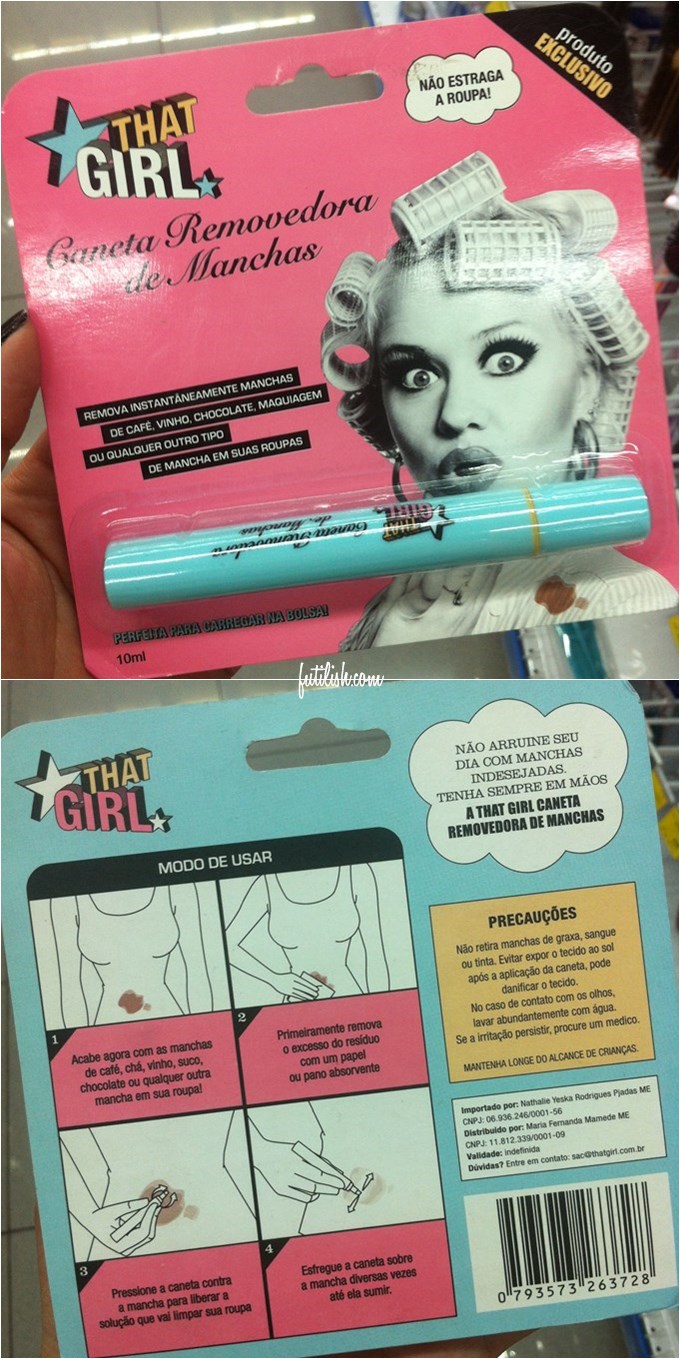 THAT
GIRL
NÃO ESTRAGA
A ROUPA!
produto
EXCLUSIVO
Caneta Removedora
de Manchas
REMOVA INSTANTÂNEAMENTE MANCHAS
DE CAFÉ, VINHO, CHOCOLATE, MAQUIAGEM
OU QUALQUER OUTRO TIPO
DE MANCHA EM SUAS ROUPAS
THAT
GIRL
Caneta Removedora
de Manchas
PERFEITA PARA CARREGAR NA BOLSA!
10ml
futilish.com
THAT
GIRL
NÃO ARRUINE SEU
DIA COM MANCHAS
INDESEJADAS.
TENHA SEMPRE EM MÃOS
A THAT GIRL CANETA
REMOVEDORA DE MANCHAS
MODO DE USAR
1
Acabe agora com as manchas
de café, chá, vinho, suco,
chocolate ou qualquer outra
mancha em sua roupa!
2
Primeiramente remova
o excesso do resíduo
com um papel
ou pano absorvente
3
Pressione a caneta contra
a mancha para liberar a
solução que vai limpar sua roupa
4
Esfregue a caneta sobre
a mancha diversas vezes
até ela sumir.
PRECAUÇÕES
Não retira manchas de graxa, sangue
ou tinta. Evitar expor o tecido ao sol
após a aplicação da caneta, pode
danificar o tecido.
No caso de contato com os olhos,
lavar abundantemente com água.
Se a irritação persistir, procure um medico.
MANTENHA LONGE DO ALCANCE DE CRIANÇAS.
Importado por: Nathalie Yeska Rodrigues Pjadas ME
CNPJ: 06.936.246/0001-56
Distribuido por: Maria Fernanda Mamede ME
CNPJ: 11.812.339/0001-09
Validade: indefinida
Dúvidas? Entre em contato: sac@thatgirl.com.br
0 793573 263728